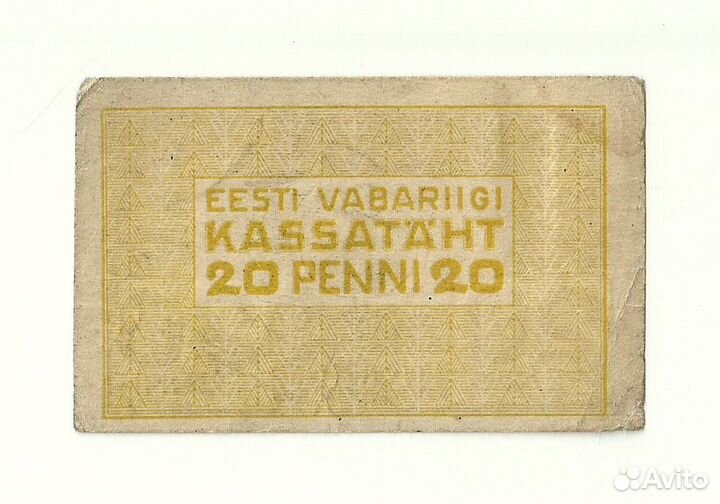 EESTI VABARIIGI
KASSATÄHT
20 PENNI 20
Avito